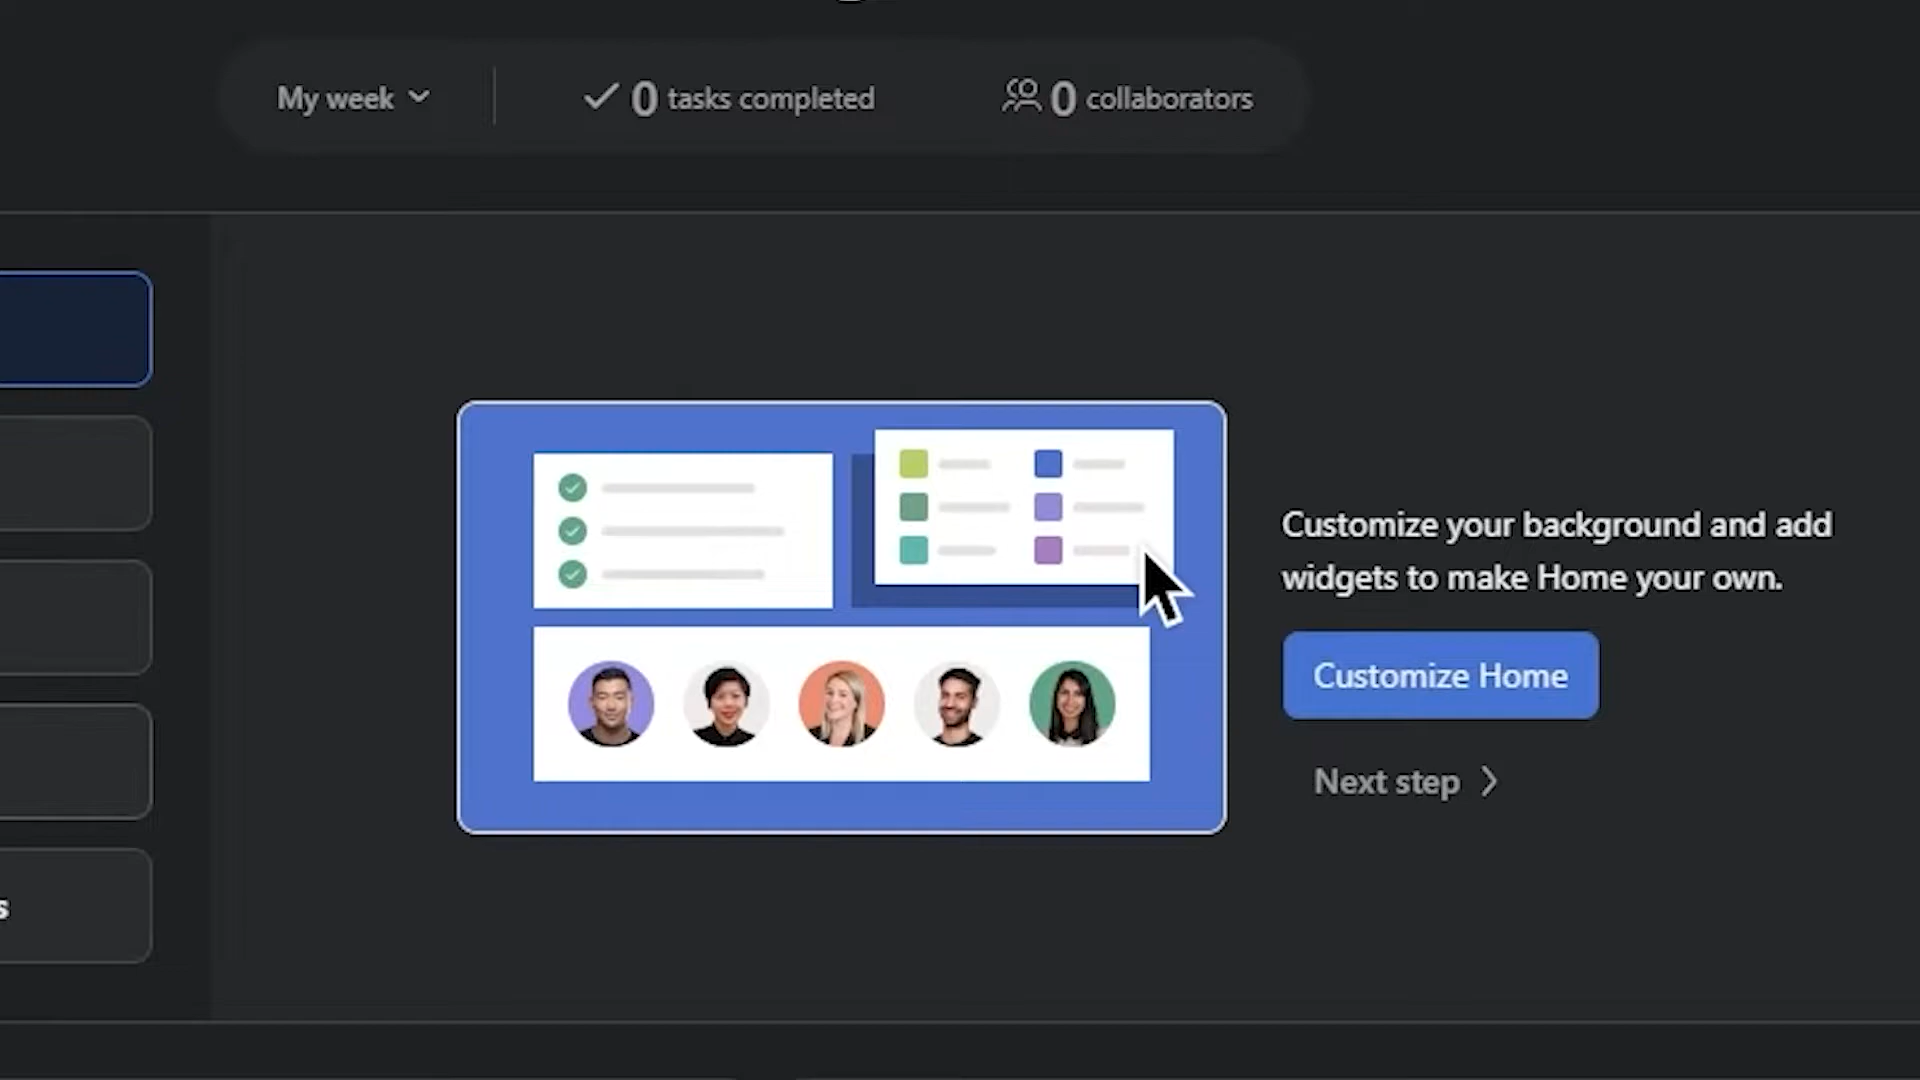 My week
0 tasks completed
0 collaborators
Customize your background and add
widgets to make Home your own.
Customize Home
Next step
s